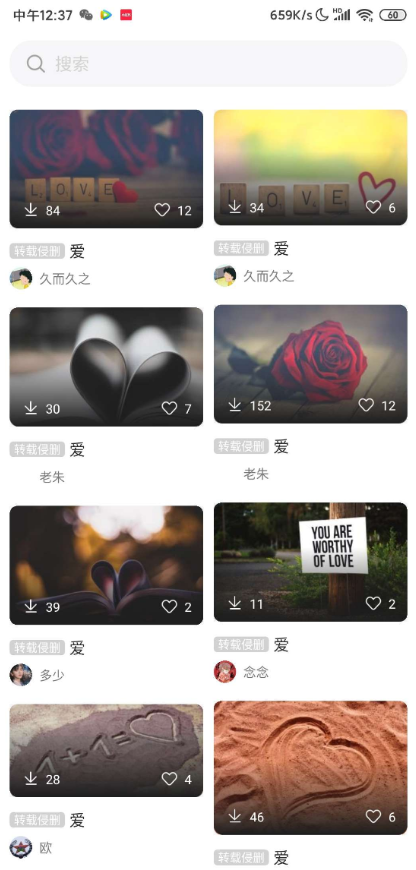 中午12:37 659K/s HD 60
搜索
LOVE
84 12
转载侵删 爱
久而久之
LOVE
34 6
转载侵删 爱
久而久之
30 7
转载侵删 爱
老朱
152 12
转载侵删 爱
老朱
39 2
转载侵删 爱
多少
YOU ARE
WORTHY
OF LOVE
11 2
转载侵删 爱
念念
1+1=
28 4
转载侵删 爱
欧
46 6
转载侵删 爱